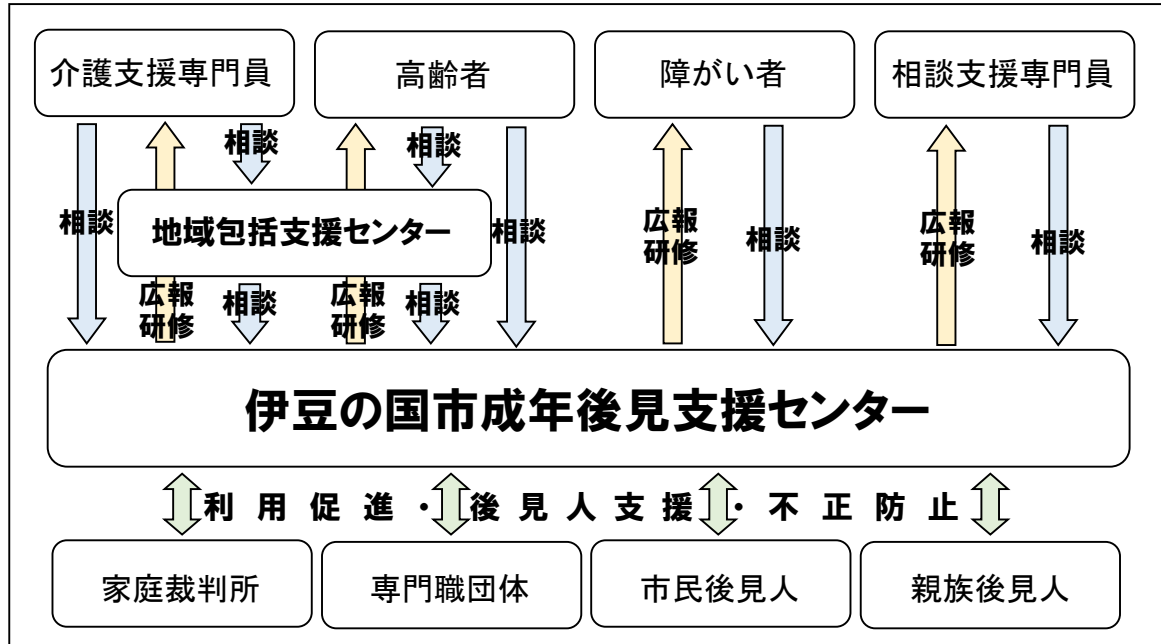 介護支援専門員
高齢者
障がい者
相談支援専門員
相談
相談
相談
地域包括支援センター
相談
広報
研修
相談
広報
研修
相談
広報
研修
相談
広報
研修
相談
伊豆の国市成年後見支援センター
利用促進・後見人支援・不正防止
家庭裁判所
専門職団体
市民後見人
親族後見人